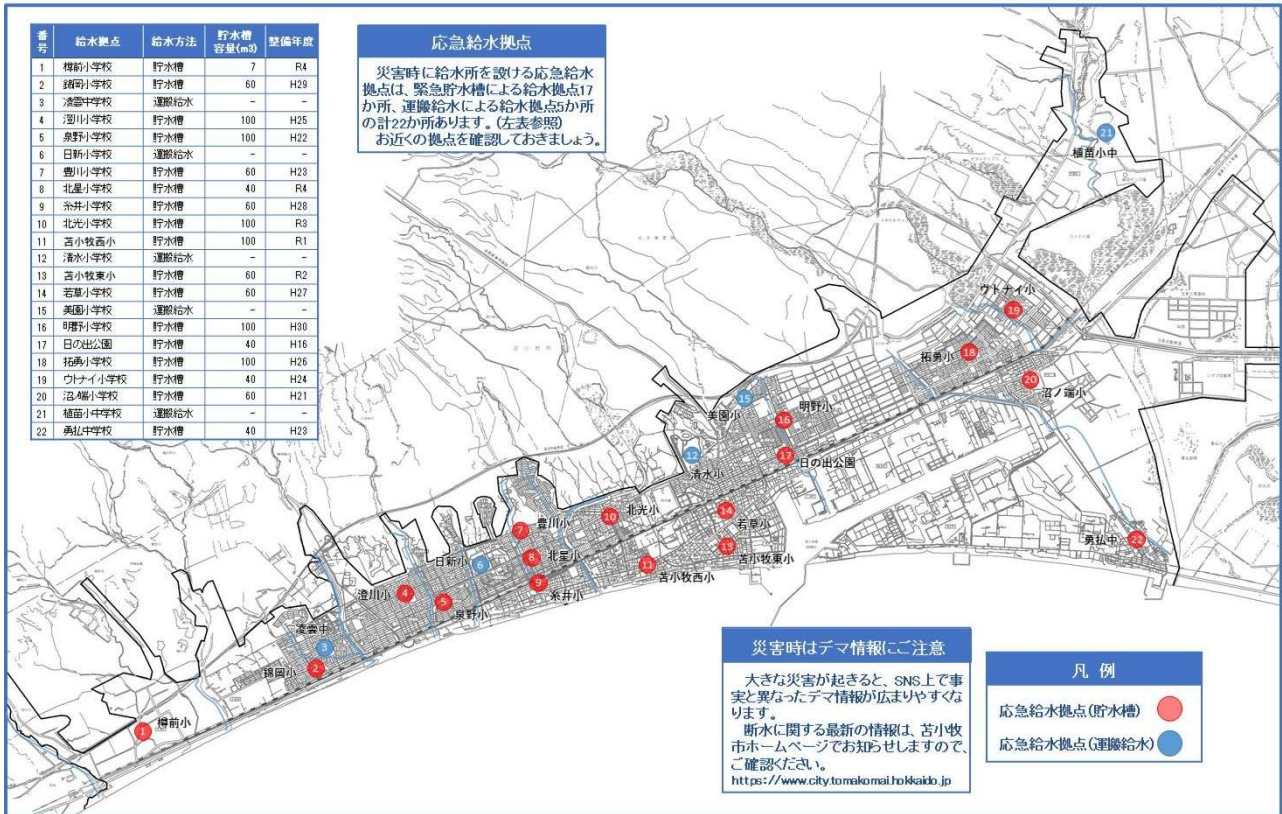 番号 給水拠点 給水方法 貯水槽容量(m3) 整備年度
1 樽前小学校 貯水槽 7 R4
2 錦岡小学校 貯水槽 60 H29
3 凌雲中学校 運搬給水 - -
4 澄川小学校 貯水槽 100 H25
5 泉野小学校 貯水槽 100 H22
6 日新小学校 運搬給水 - -
7 豊川小学校 貯水槽 60 H23
8 北星小学校 貯水槽 40 R4
9 糸井小学校 貯水槽 60 H28
10 北光小学校 貯水槽 100 R3
11 苫小牧西小 貯水槽 100 R1
12 清水小学校 運搬給水 - -
13 苫小牧東小 貯水槽 60 R2
14 若草小学校 貯水槽 60 H27
15 美園小学校 運搬給水 - -
16 明野小学校 貯水槽 100 H30
17 日の出公園 貯水槽 40 H16
18 拓勇小学校 貯水槽 100 H26
19 ウトナイ小学校 貯水槽 40 H24
20 沼ノ端小学校 貯水槽 60 H21
21 植苗小中学校 運搬給水 - -
22 勇払中学校 貯水槽 40 H23
応急給水拠点
災害時に給水所を設ける応急給水
拠点は、緊急貯水槽による給水拠点17
か所、運搬給水による給水拠点5か所
の計22か所あります。(左表参照)
お近くの拠点を確認しておきましょう。
21
植苗小中
ウトナイ小
19
拓勇小
18
20
沼ノ端小
15
美園小
明野小
16
12
清水小
17
日の出公園
14
若草小
13
苫小牧東小
22
勇払中
10
北光小
11
苫小牧西小
7
豊川小
8
北星小
日新小
6
9
糸井小
澄川小
4
5
泉野小
凌雲中
3
錦岡小
2
樽前小
1
災害時はデマ情報にご注意
大きな災害が起きると、SNS上で事
実と異なったデマ情報が広まりやすくな
ります。
断水に関する最新の情報は、苫小牧
市ホームページでお知らせしますので、
ご確認ください。
https://www.city.tomakomai.hokkaido.jp
凡 例
応急給水拠点(貯水槽)
応急給水拠点(運搬給水)